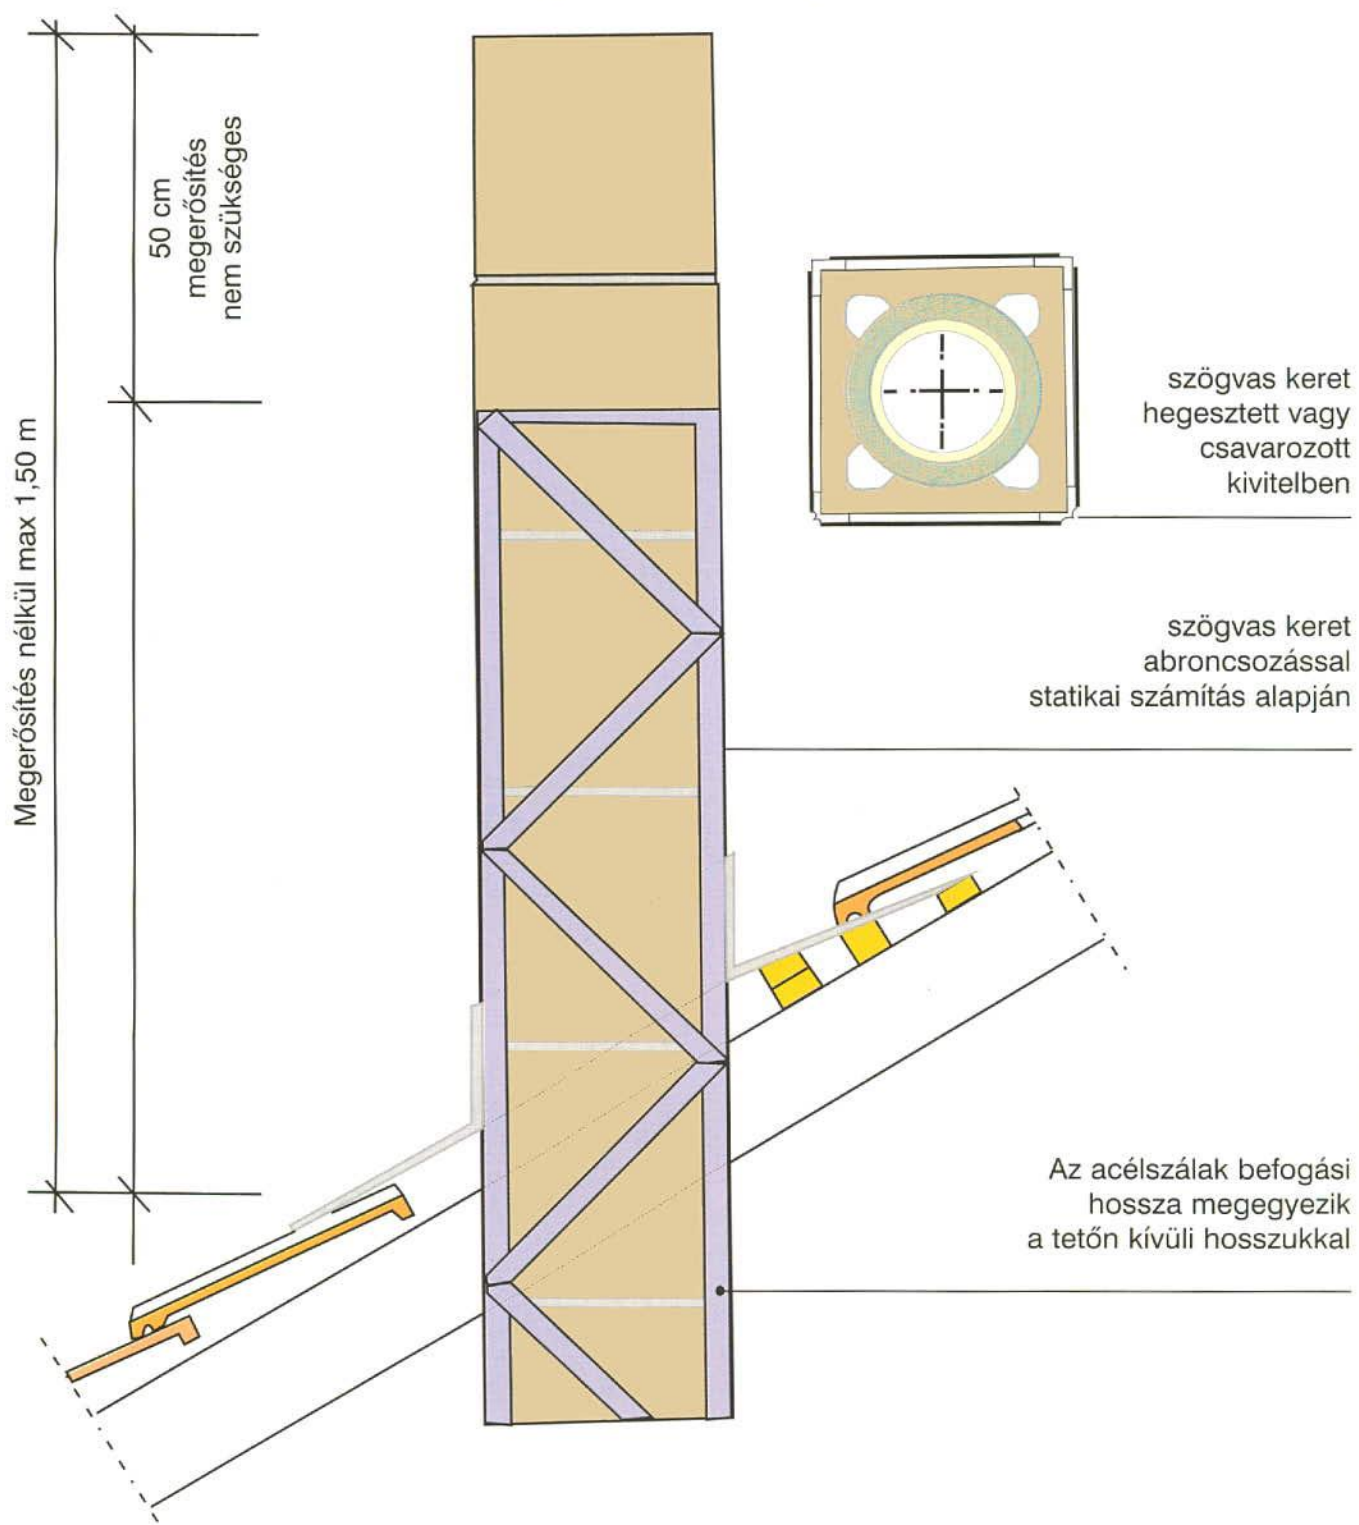 Megerősítés nélkül max 1,50 m
50 cm
megerősítés
nem szükséges
szögvas keret
hegesztett vagy
csavarozott
kivitelben
szögvas keret
abroncsozással
statikai számítás alapján
Az acélszálak befogási
hossza megegyezik
a tetőn kívüli hosszukkal